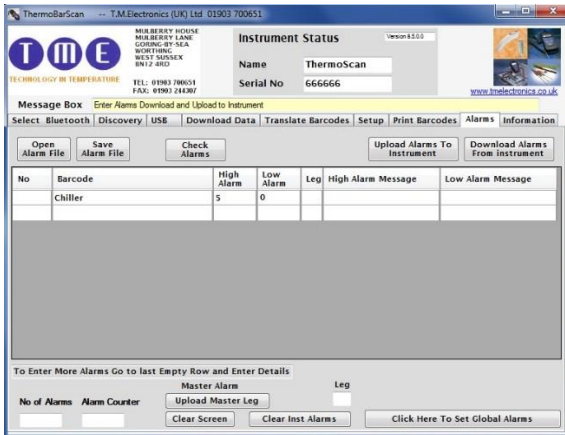 ThermoBarScan -- T.M.Electronics (UK) Ltd 01903 700651
TME
TECHNOLOGY IN TEMPERATURE
MULBERRY HOUSE
MULBERRY LANE
GORING-BY-SEA
WORTHING
WEST SUSSEX
BN12 4RD
TEL: 01903 700651
FAX: 01903 244307
Instrument Status
Version 8.5.0.0
Name ThermoScan
Serial No 666666
www.tmelectronics.co.uk
Message Box Enter Alarms Download and Upload to Instrument
Select Bluetooth Discovery USB Download Data Translate Barcodes Setup Print Barcodes Alarms Information
Open Alarm File
Save Alarm File
Check Alarms
Upload Alarms To Instrument
Download Alarms From instrument
No Barcode High Alarm Low Alarm Leg High Alarm Message Low Alarm Message
Chiller 5 0
To Enter More Alarms Go to last Empty Row and Enter Details
Master Alarm Leg
No of Alarms Alarm Counter Upload Master Leg
Clear Screen Clear Inst Alarms Click Here To Set Global Alarms